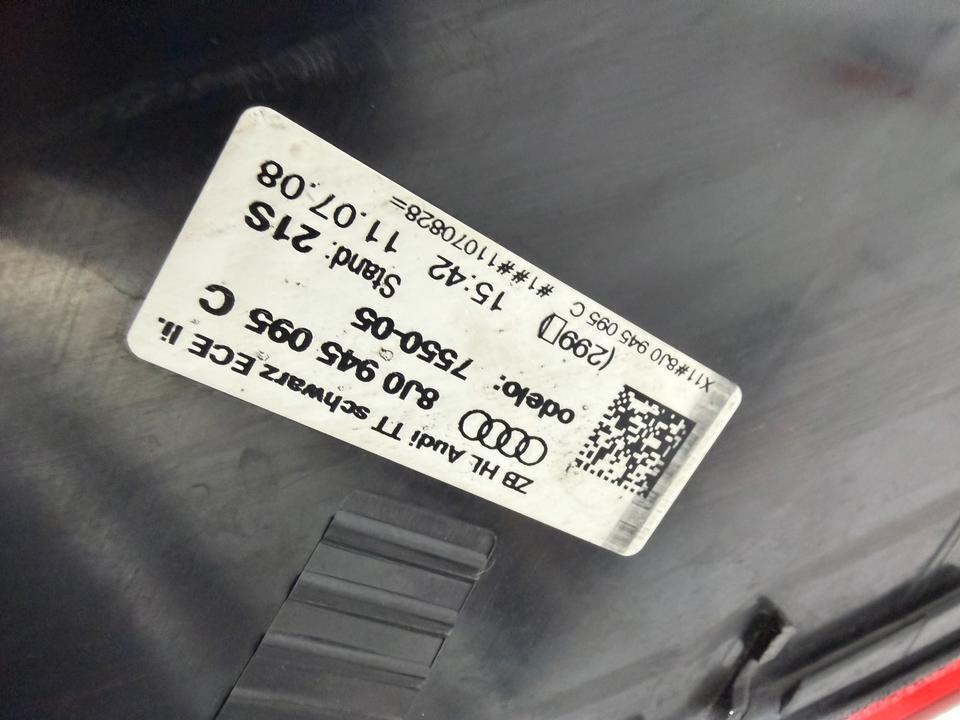 ZB HL Audi TT schwarz ECE li.
8J0 945 095 C
odelo: 7550-05
Stand: 21S
(299)
15:42
11.07.08
X11#8J0 945 095 C #1###11070828=